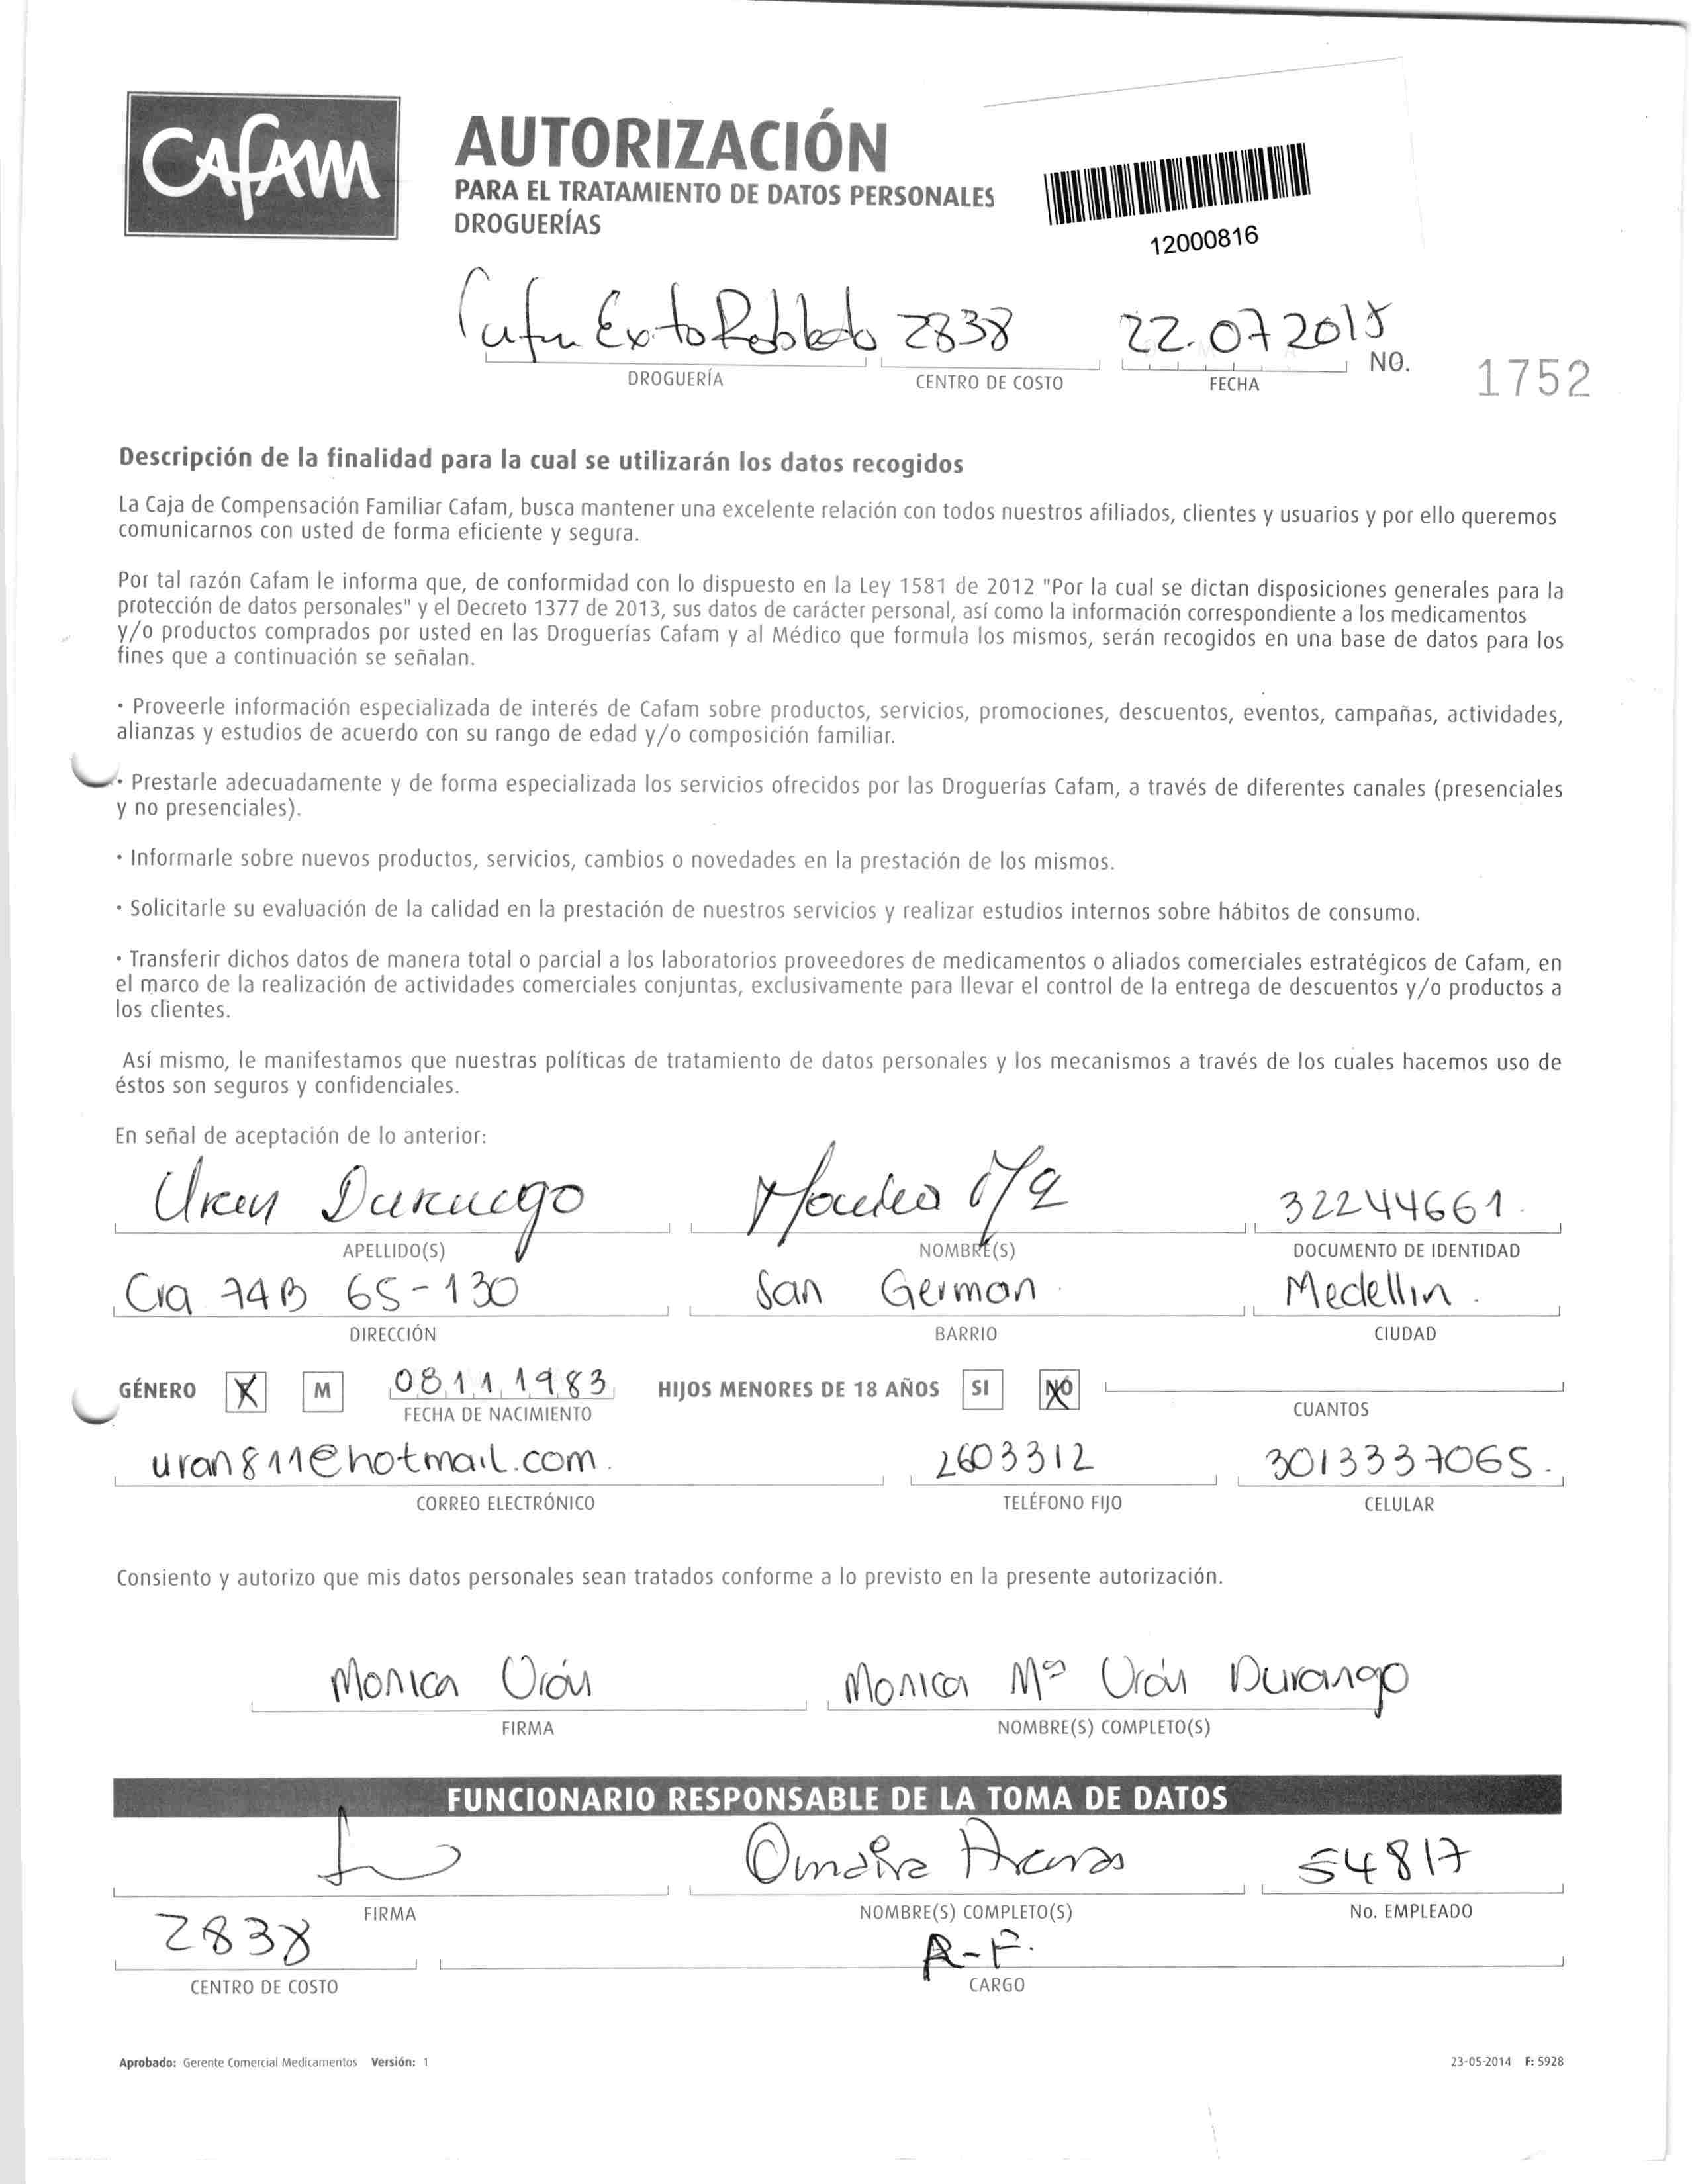 CAFAM
AUTORIZACIÓN
PARA EL TRATAMIENTO DE DATOS PERSONALES
DROGUERÍAS
12000816
Exito Robledo 2838 22.07 2015
DROGUERÍA CENTRO DE COSTO FECHA NO. 1752
Descripción de la finalidad para la cual se utilizarán los datos recogidos
La Caja de Compensación Familiar Cafam, busca mantener una excelente relación con todos nuestros afiliados, clientes y usuarios y por ello queremos
comunicarnos con usted de forma eficiente y segura.
Por tal razón Cafam le informa que, de conformidad con lo dispuesto en la Ley 1581 de 2012 "Por la cual se dictan disposiciones generales para la
protección de datos personales" y el Decreto 1377 de 2013, sus datos de carácter personal, así como la información correspondiente a los medicamentos
y/o productos comprados por usted en las Droguerías Cafam y al Médico que formula los mismos, serán recogidos en una base de datos para los
fines que a continuación se señalan.
· Proveerle información especializada de interés de Cafam sobre productos, servicios, promociones, descuentos, eventos, campañas, actividades,
alianzas y estudios de acuerdo con su rango de edad y/o composición familiar.
· Prestarle adecuadamente y de forma especializada los servicios ofrecidos por las Droguerías Cafam, a través de diferentes canales (presenciales
y no presenciales).
· Informarle sobre nuevos productos, servicios, cambios o novedades en la prestación de los mismos.
· Solicitarle su evaluación de la calidad en la prestación de nuestros servicios y realizar estudios internos sobre hábitos de consumo.
· Transferir dichos datos de manera total o parcial a los laboratorios proveedores de medicamentos o aliados comerciales estratégicos de Cafam, en
el marco de la realización de actividades comerciales conjuntas, exclusivamente para llevar el control de la entrega de descuentos y/o productos a
los clientes.
Así mismo, le manifestamos que nuestras políticas de tratamiento de datos personales y los mecanismos a través de los cuales hacemos uso de
éstos son seguros y confidenciales.
En señal de aceptación de lo anterior:
Uran Durango Monica Mª 32244661.
APELLIDO(S) NOMBRE(S) DOCUMENTO DE IDENTIDAD
Cra 74B 65-130 San German Medellin.
DIRECCIÓN BARRIO CIUDAD
GÉNERO X M 08 11 1983 HIJOS MENORES DE 18 AÑOS SI NO
FECHA DE NACIMIENTO CUANTOS
uran811@hotmail.com. 2603312 3013337065.
CORREO ELECTRÓNICO TELÉFONO FIJO CELULAR
Consiento y autorizo que mis datos personales sean tratados conforme a lo previsto en la presente autorización.
Monica Urán Monica Mª Urán Durango
FIRMA NOMBRE(S) COMPLETO(S)
FUNCIONARIO RESPONSABLE DE LA TOMA DE DATOS
Omaira 54817
FIRMA NOMBRE(S) COMPLETO(S) No. EMPLEADO
2838 R-F.
CENTRO DE COSTO CARGO
Aprobado: Gerente Comercial Medicamentos Versión: 1 23-05-2014 F: 5928